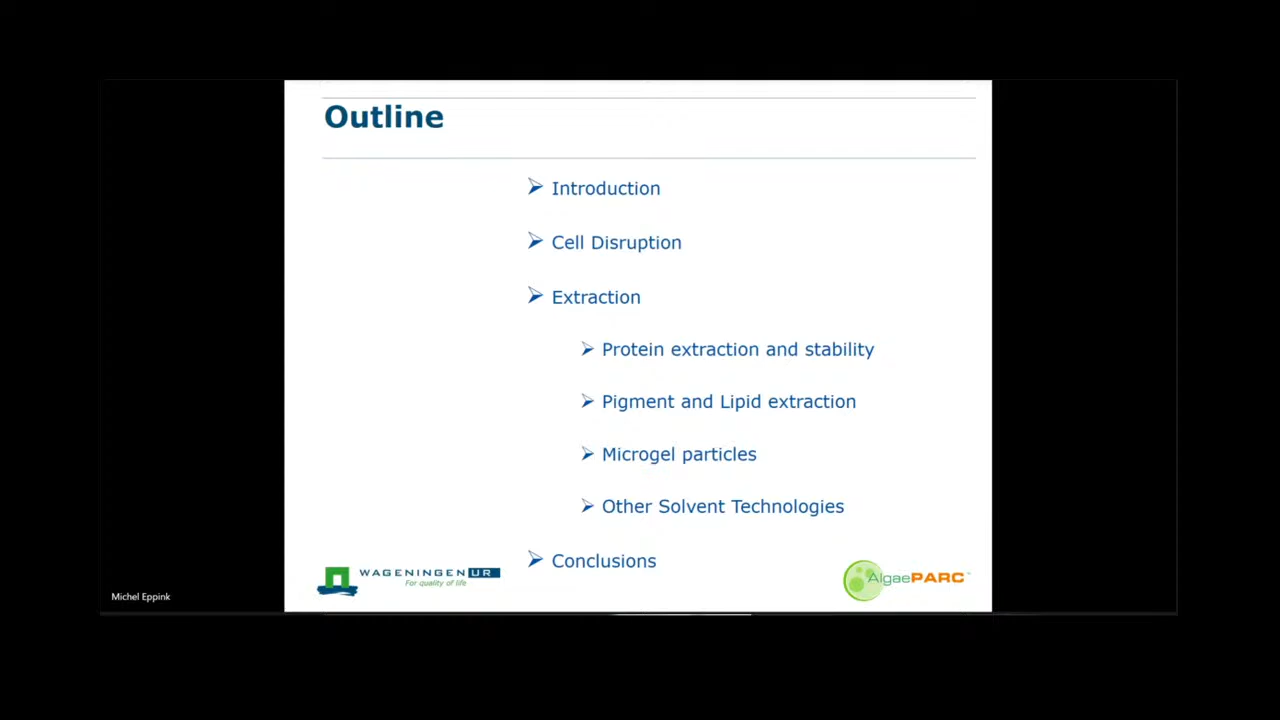 Outline
Introduction
Cell Disruption
Extraction
Protein extraction and stability
Pigment and Lipid extraction
Microgel particles
Other Solvent Technologies
Conclusions
WAGENINGEN UR
For quality of life
AlgaePARC™
Michel Eppink